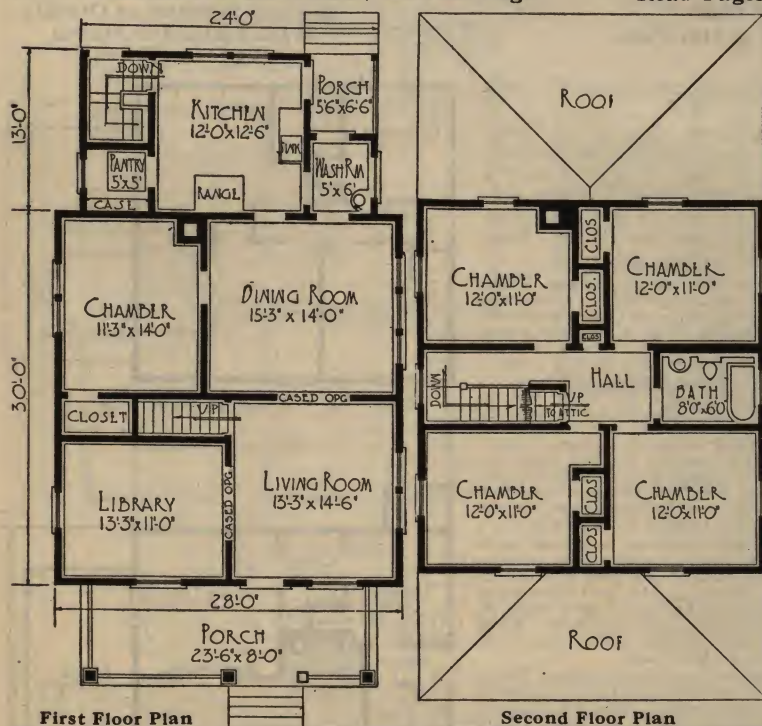 24'-0"
DOWN
KITCHEN
12'-0"x12'-6"
PORCH
5'6"x6'-6"
13'-0"
PANTRY
5'x5'
SINK
WASH RM
5'x6'
CASE
RANGE
CHAMBER
11'-3"x14'-0"
DINING ROOM
15'-3"x14'-0"
30'-0"
CASED OPG
CLOSET
UP
LIBRARY
13'-3"x11'-0"
CASED OPG
LIVING ROOM
13'-3"x14'-6"
28'-0"
PORCH
23'-6"x8'-0"
First Floor Plan
ROOF
CHAMBER
12'-0"x11'-0"
CLOS
CLOS.
CLOS
CHAMBER
12'-0"x11'-0"
DOWN
HALL
UP
TO ATTIC
BATH
8'0"x6'0"
CHAMBER
12'-0"x11'-0"
CLOS
CLOS
CHAMBER
12'-0"x11'-0"
ROOF
Second Floor Plan